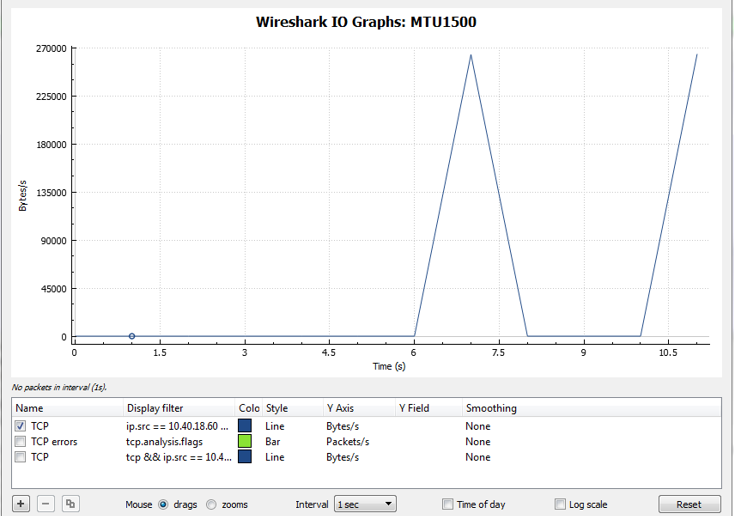 Wireshark IO Graphs: MTU1500
270000
225000
180000
135000
90000
45000
0
Bytes/s
0 1.5 3 4.5 6 7.5 9 10.5
Time (s)
No packets in interval (1s).
Name Display filter Colo Style Y Axis Y Field Smoothing
TCP ip.src == 10.40.18.60 ... Line Bytes/s None
TCP errors tcp.analysis.flags Bar Packets/s None
TCP tcp && ip.src == 10.4... Line Bytes/s None
+ − Mouse drags zooms Interval 1 sec Time of day Log scale Reset